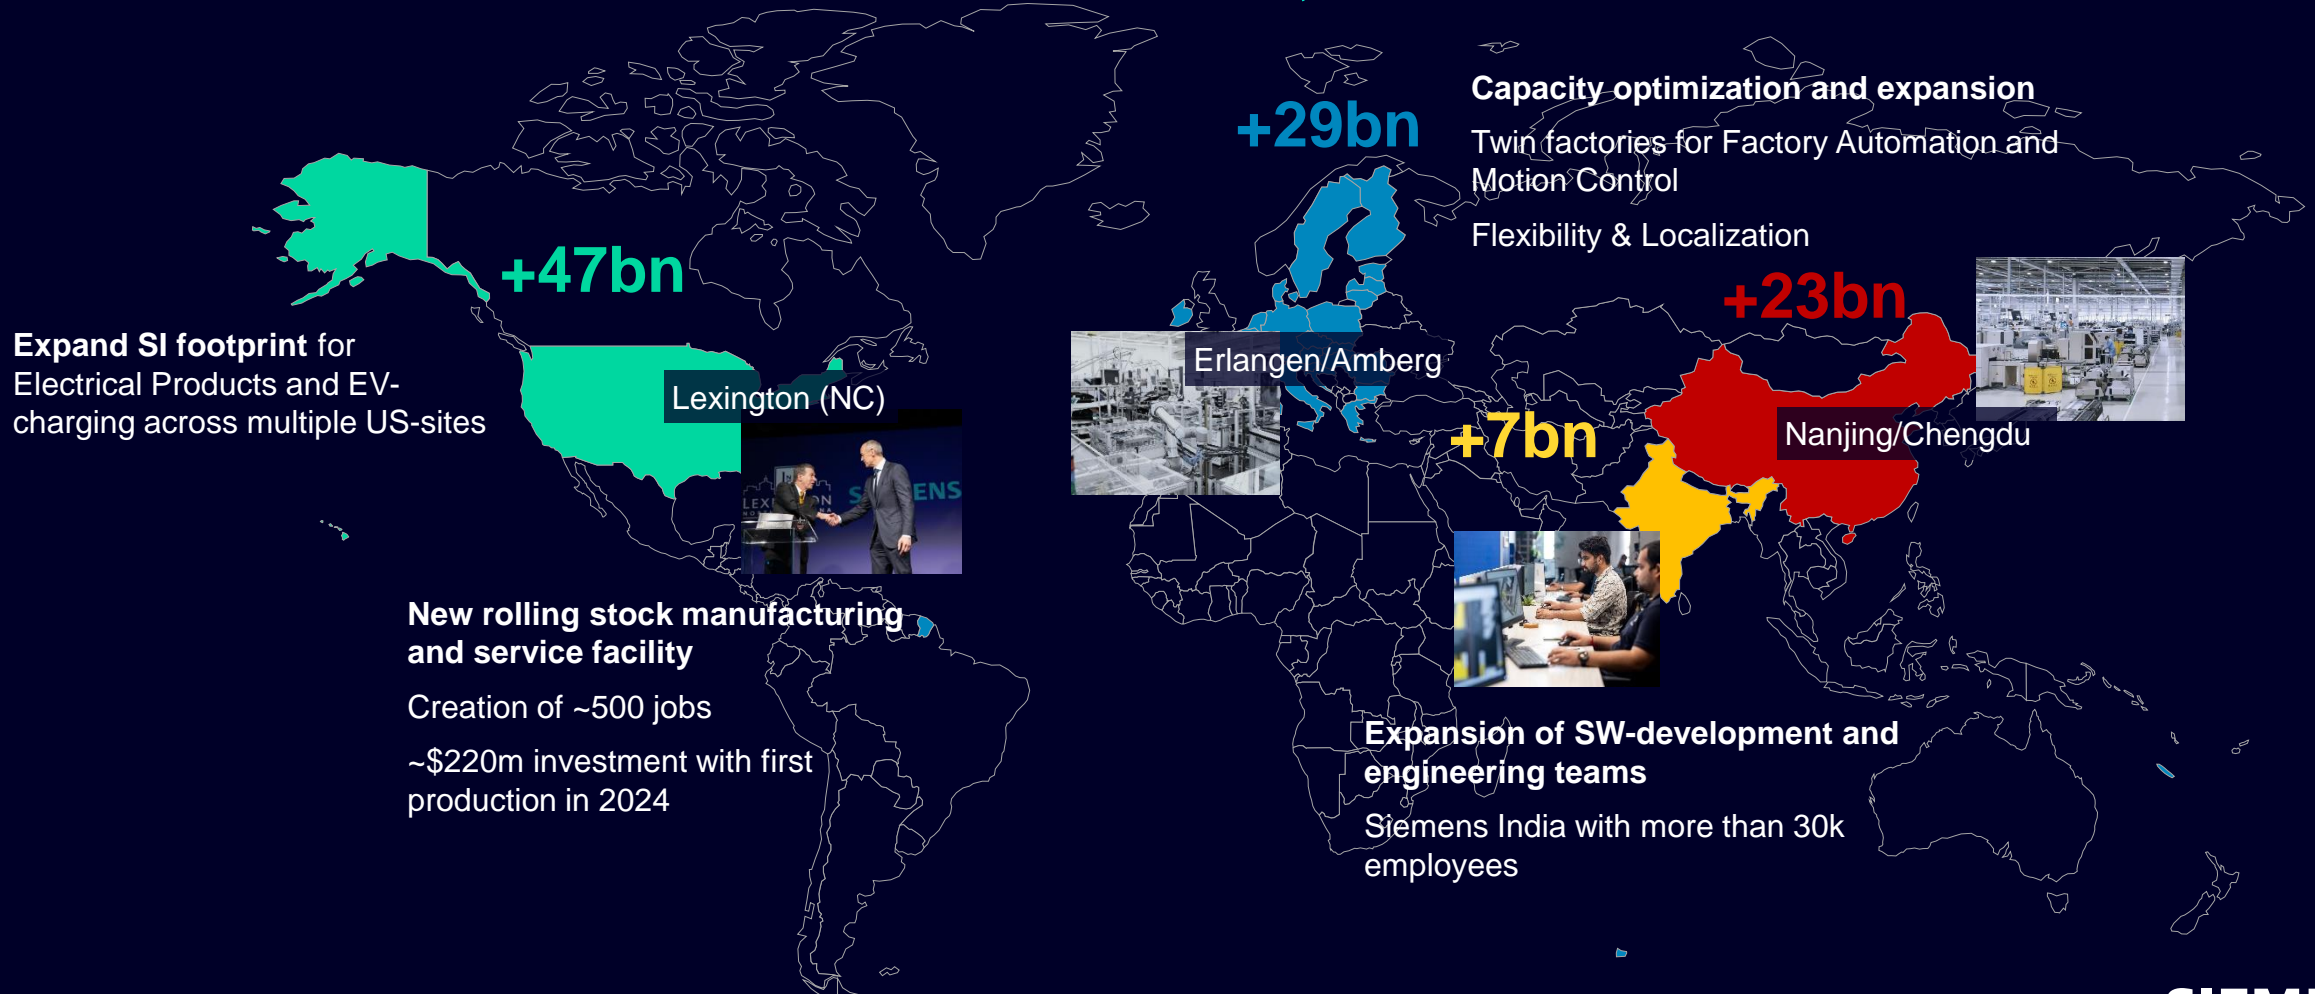 +29bn
Capacity optimization and expansion
Twin factories for Factory Automation and
Motion Control
Flexibility & Localization
+47bn
+23bn
Expand SI footprint for
Electrical Products and EV-
charging across multiple US-sites
Lexington (NC)
Erlangen/Amberg
+7bn
Nanjing/Chengdu
New rolling stock manufacturing
and service facility
Creation of ~500 jobs
~$220m investment with first
production in 2024
Expansion of SW-development and
engineering teams
Siemens India with more than 30k
employees